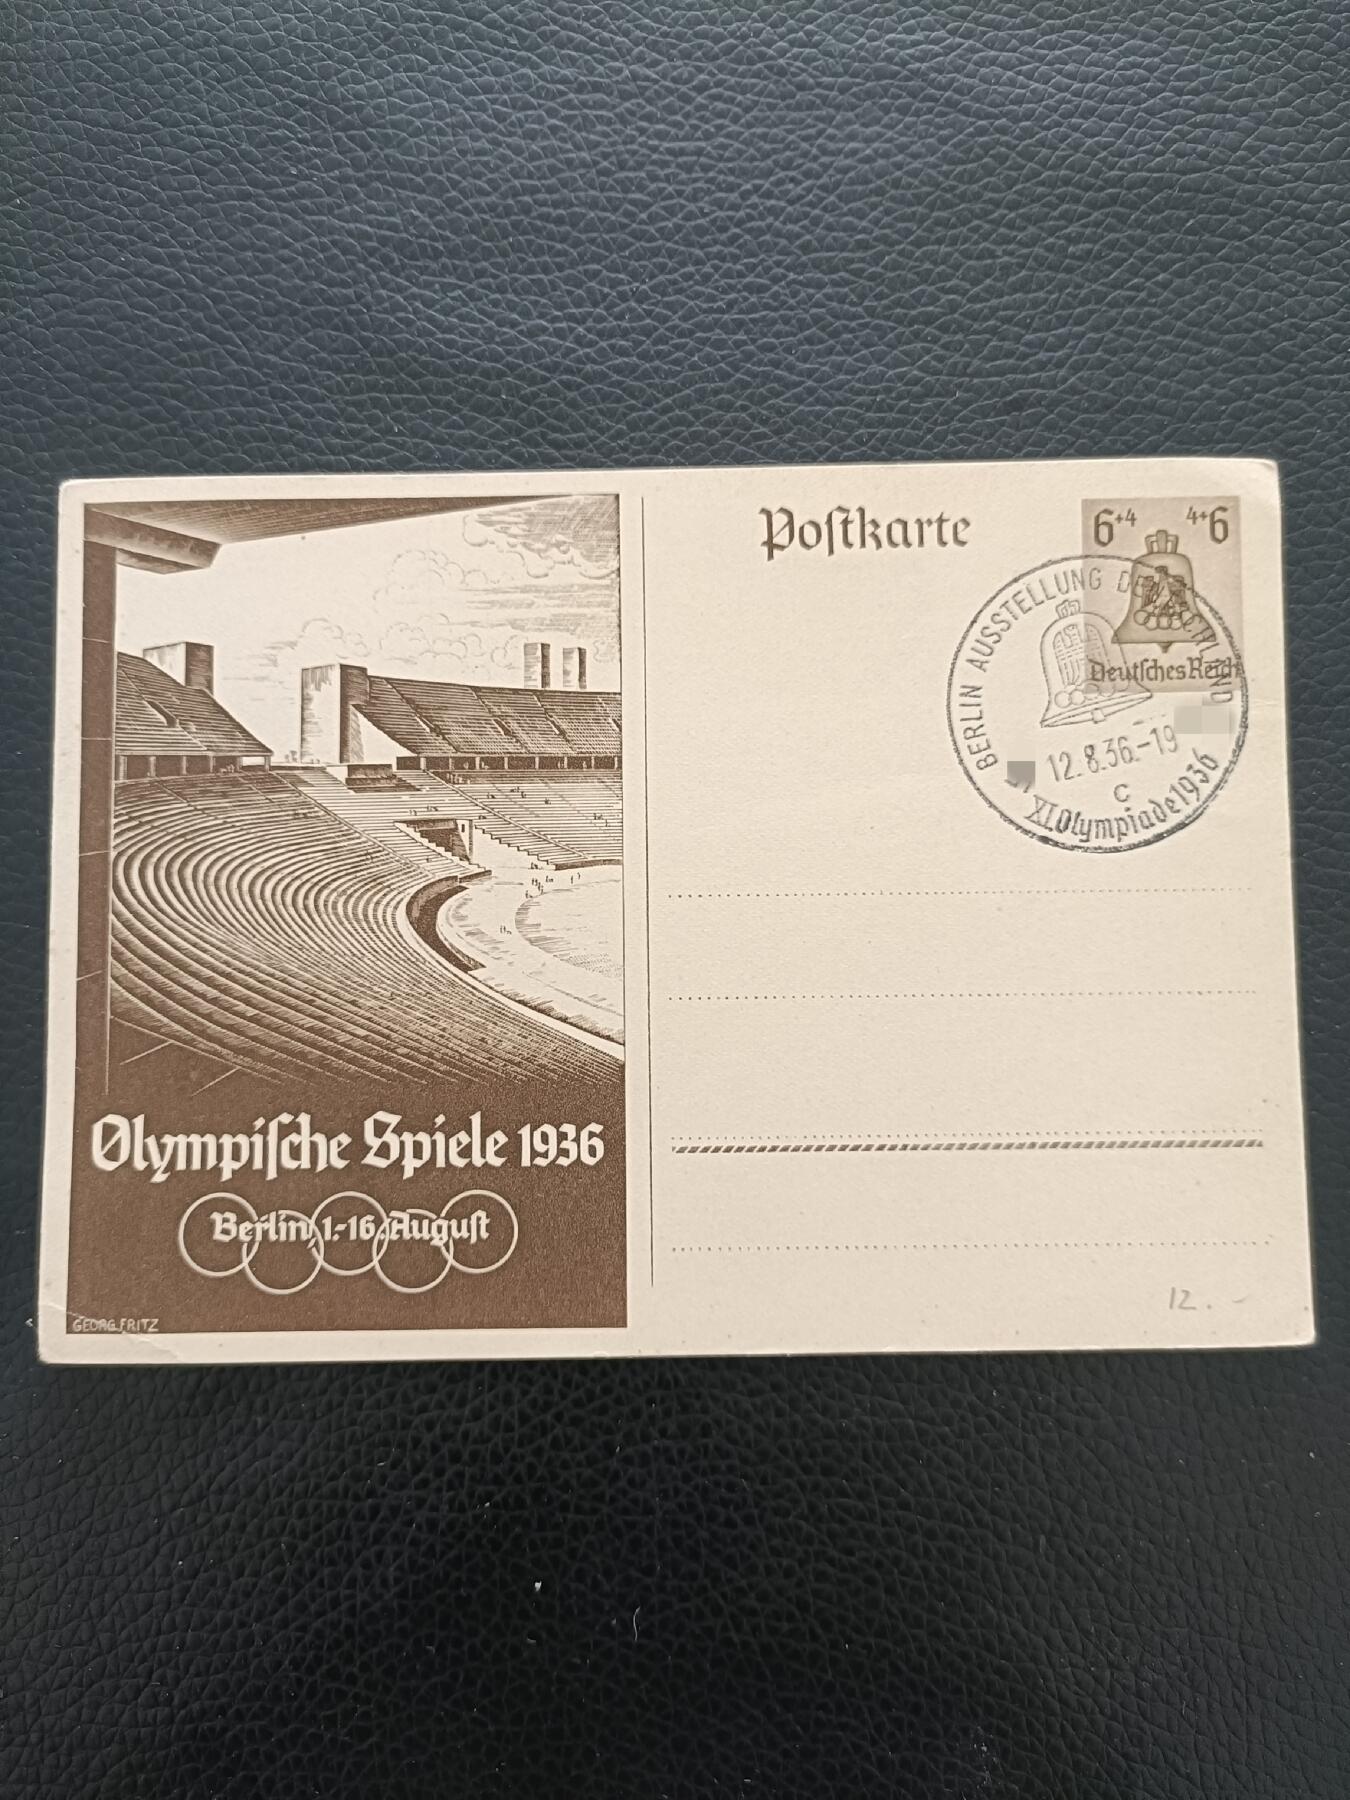 Postkarte
6+4 4+6
Deutsches Reich
BERLIN AUSSTELLUNG DEUTSCHLAND
12.8.36.-19
c
XI Olympiade 1936
Olympische Spiele 1936
Berlin, 1.-16. August
GEORG FRITZ
12.-